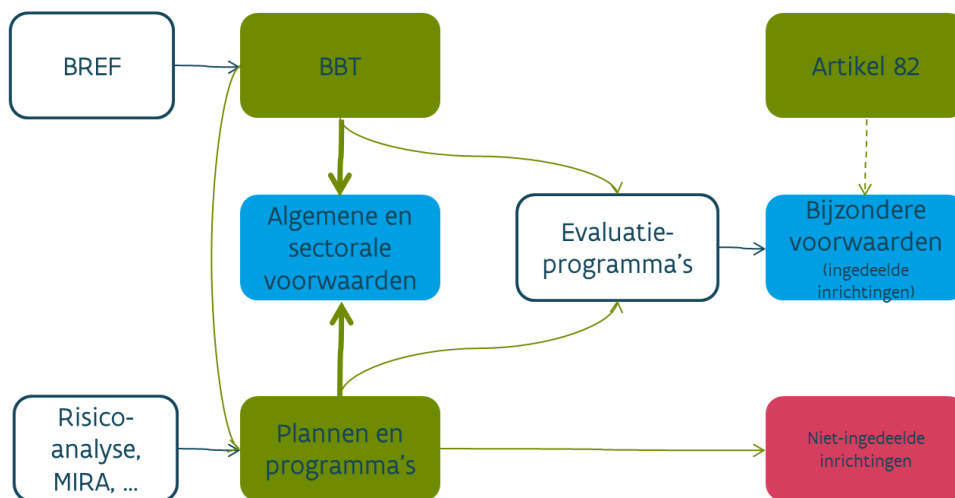 BREF
BBT
Artikel 82
Algemene en
sectorale
voorwaarden
Evaluatie-
programma's
Bijzondere
voorwaarden
(ingedeelde
inrichtingen)
Risico-
analyse,
MIRA, ...
Plannen en
programma's
Niet-ingedeelde
inrichtingen